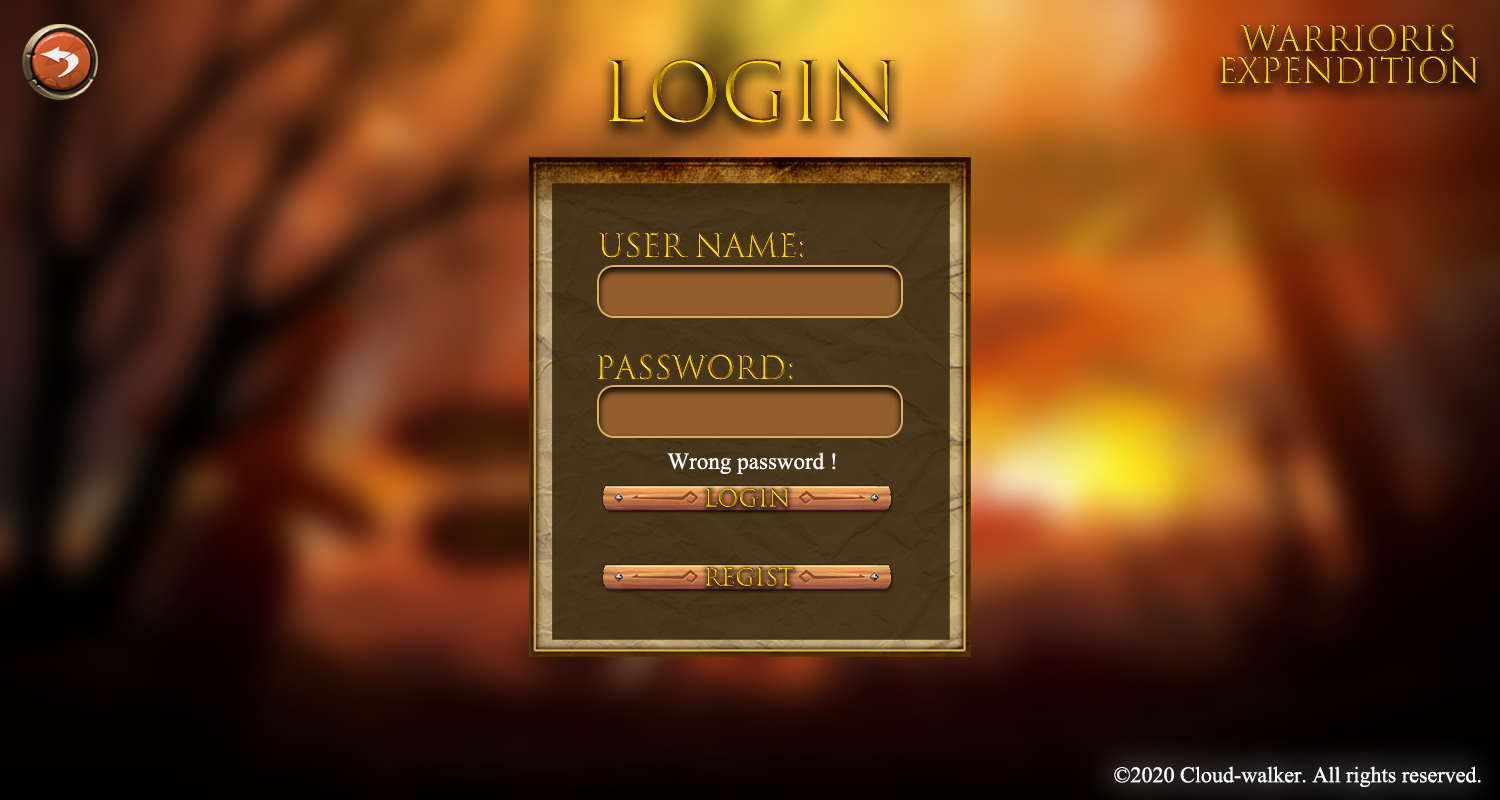 WARRIORIS
EXPENDITION
LOGIN
USER NAME:
PASSWORD:
Wrong password !
LOGIN
REGIST
©2020 Cloud-walker. All rights reserved.